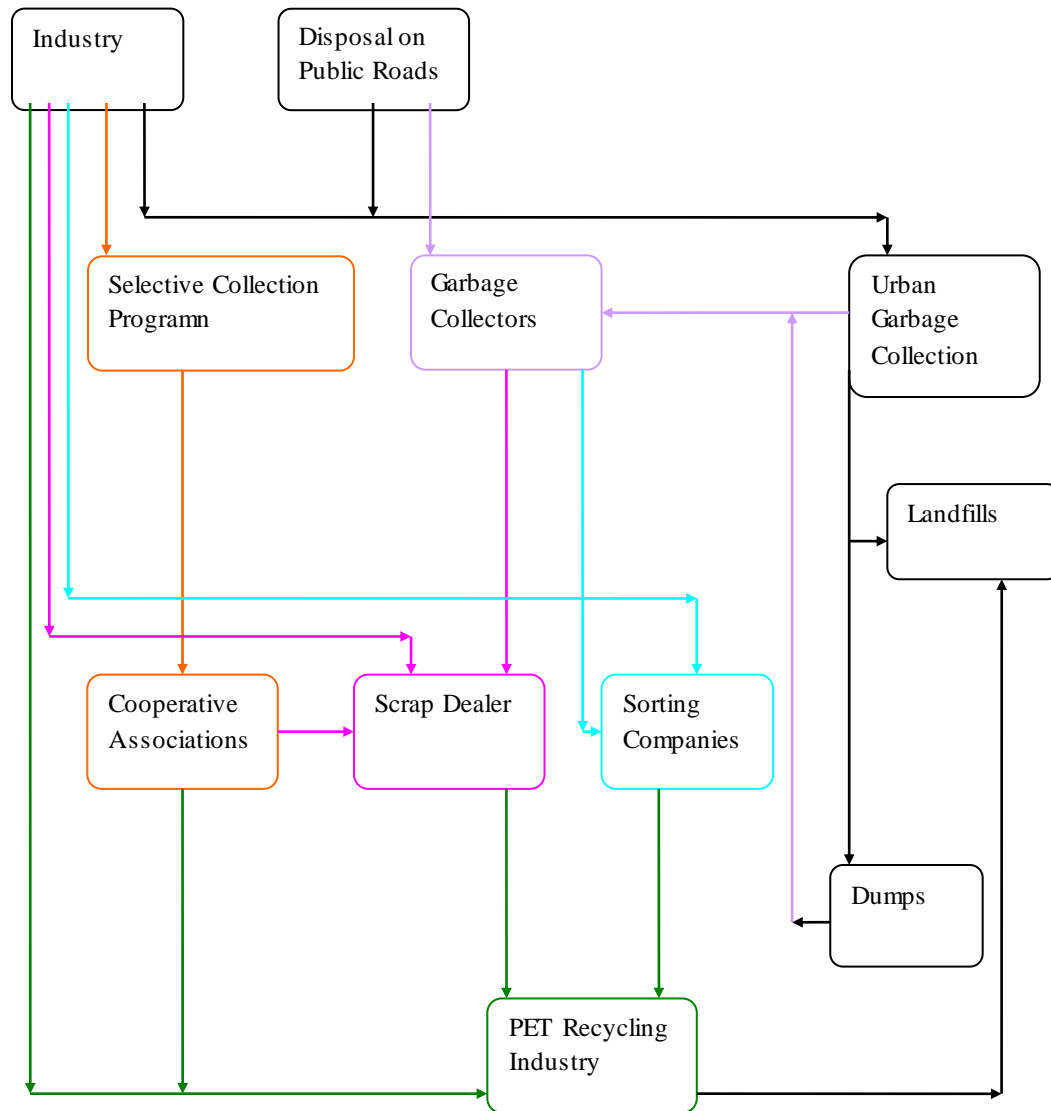 Industry
Disposal on
Public Roads
Selective Collection
Programn
Garbage
Collectors
Urban
Garbage
Collection
Landfills
Cooperative
Associations
Scrap Dealer
Sorting
Companies
Dumps
PET Recycling
Industry